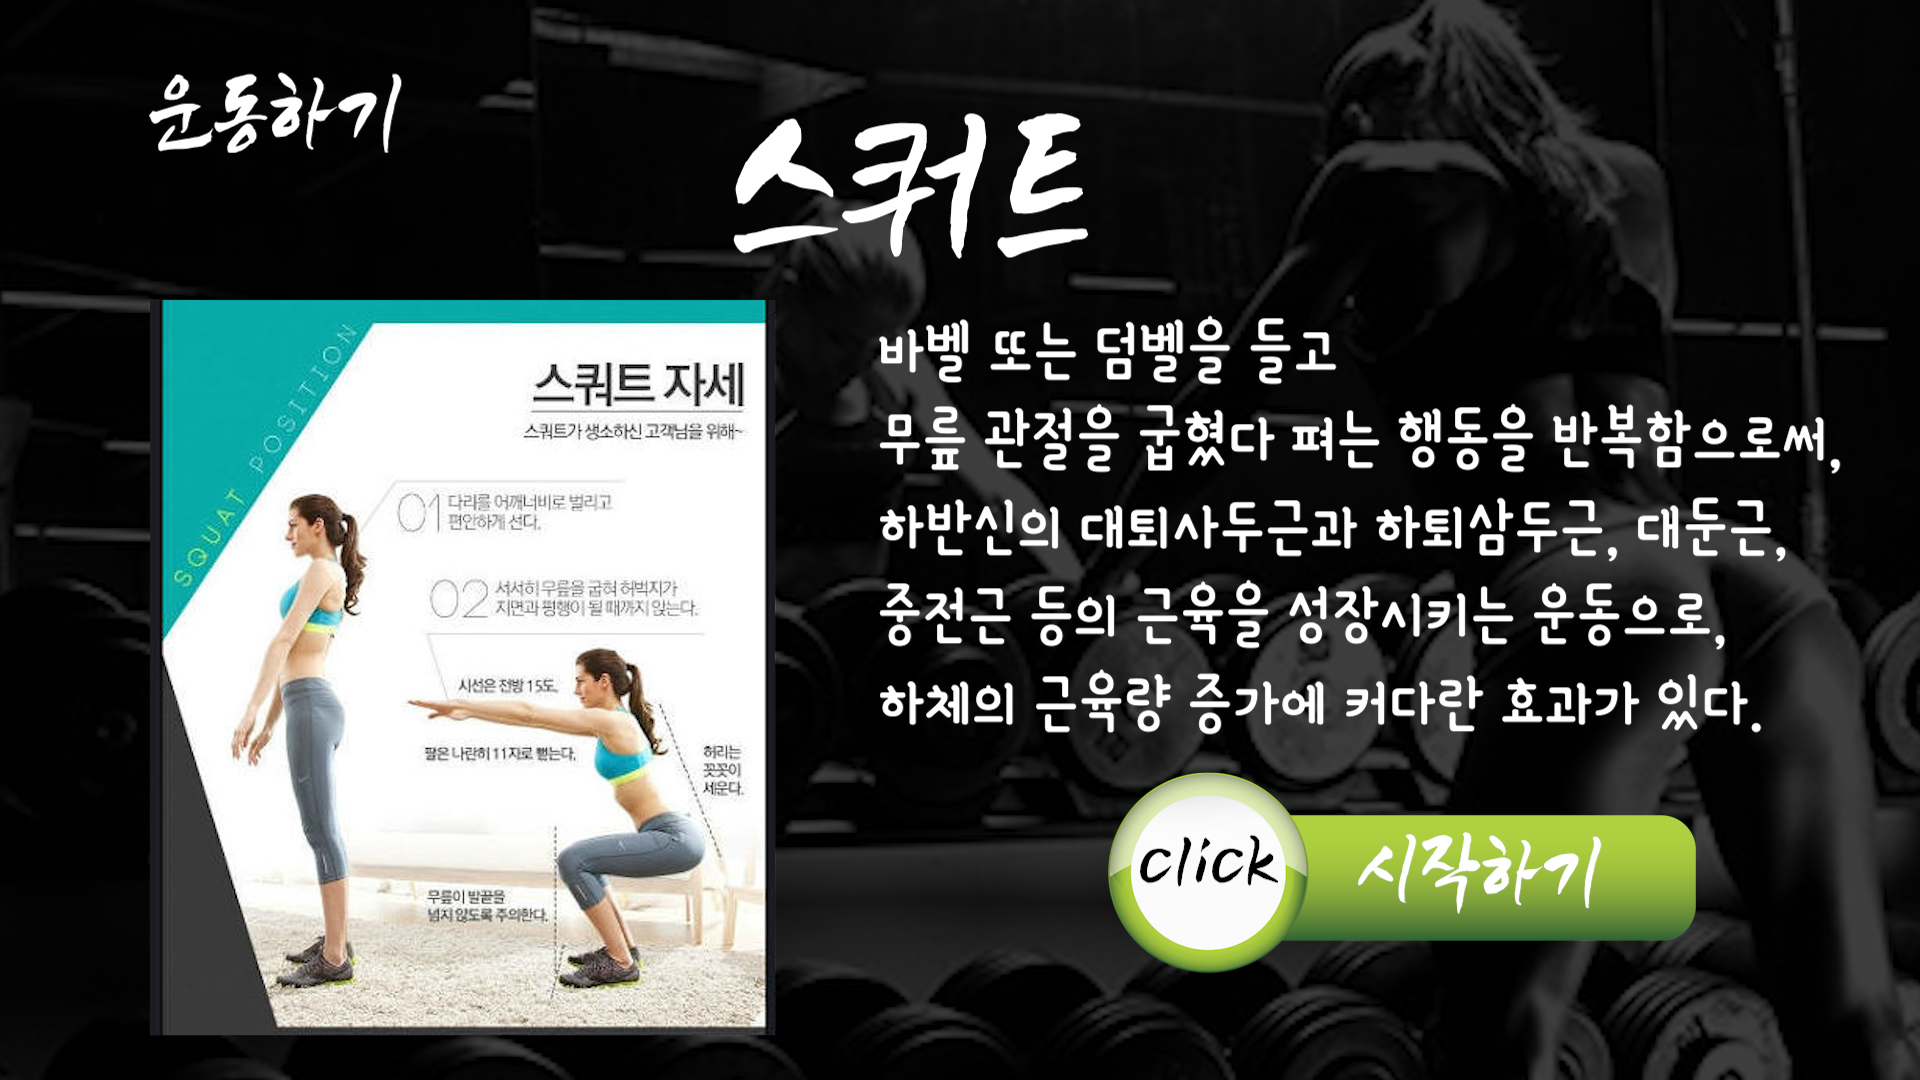 운동하기
스쿼트
SQUAT POSITION
스쿼트 자세
스쿼트가 생소하신 고객님을 위해~
01 다리를 어깨너비로 벌리고
편안하게 선다.
02 서서히 무릎을 굽혀 허벅지가
지면과 평행이 될 때까지 앉는다.
시선은 전방 15도.
팔은 나란히 11자로 뻗는다.
허리는
꼿꼿이
세운다.
무릎이 발끝을
넘지 않도록 주의한다.
바벨 또는 덤벨을 들고
무릎 관절을 굽혔다 펴는 행동을 반복함으로써,
하반신의 대퇴사두근과 하퇴삼두근, 대둔근,
중전근 등의 근육을 성장시키는 운동으로,
하체의 근육량 증가에 커다란 효과가 있다.
click 시작하기